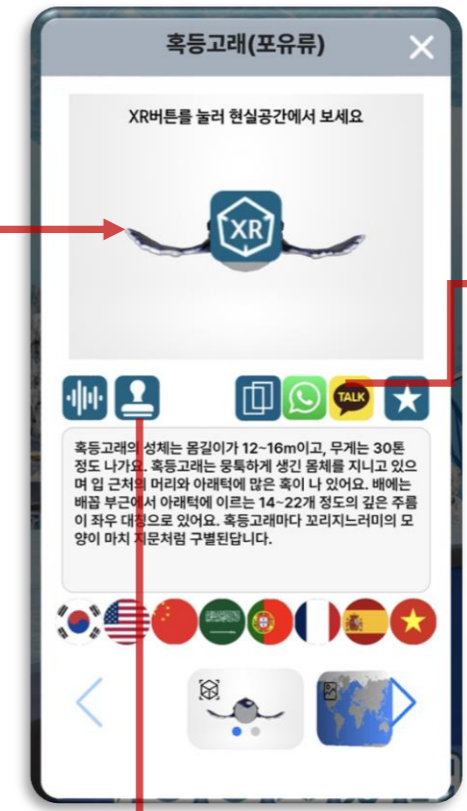 혹등고래(포유류)
XR버튼를 눌러 현실공간에서 보세요
XR
TALK
혹등고래의 성체는 몸길이가 12~16m이고, 무게는 30톤
정도 나가요. 혹등고래는 뭉툭하게 생긴 몸체를 지니고 있으
며 입 근처의 머리와 아래턱에 많은 혹이 나 있어요. 배에는
배꼽 부근에서 아래턱에 이르는 14~22개 정도의 깊은 주름
이 좌우 대칭으로 있어요. 혹등고래마다 꼬리지느러미의 모
양이 마치 지문처럼 구별된답니다.